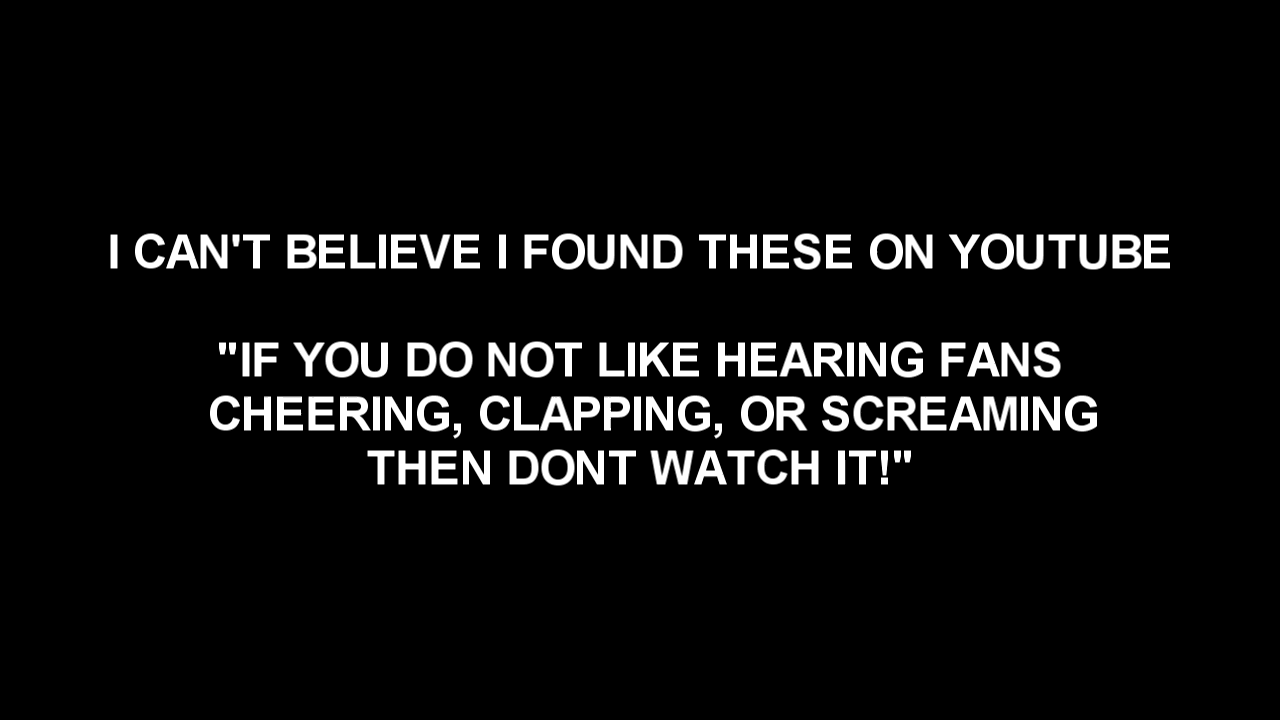 I CAN'T BELIEVE I FOUND THESE ON YOUTUBE
"IF YOU DO NOT LIKE HEARING FANS
CHEERING, CLAPPING, OR SCREAMING
THEN DONT WATCH IT!"